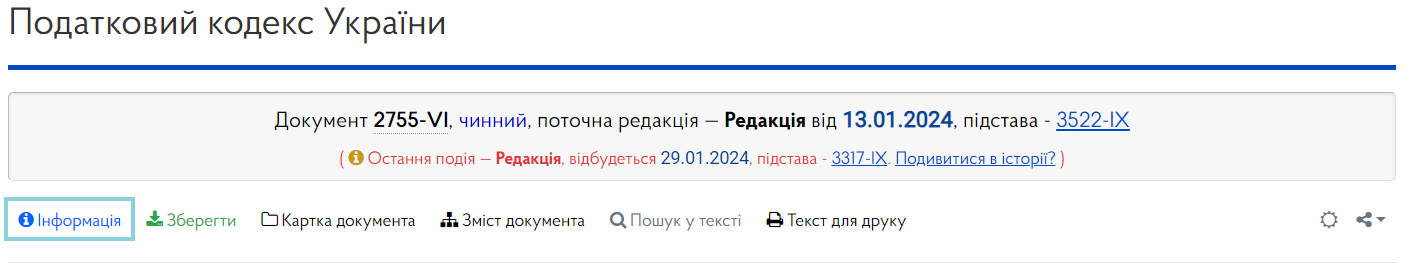 Податковий кодекс України
Документ 2755-VI, чинний, поточна редакція — Редакція від 13.01.2024, підстава - 3522-IX
( Остання подія — Редакція, відбудеться 29.01.2024, підстава - 3317-IX. Подивитися в історії? )
Інформація Зберегти Картка документа Зміст документа Пошук у тексті Текст для друку